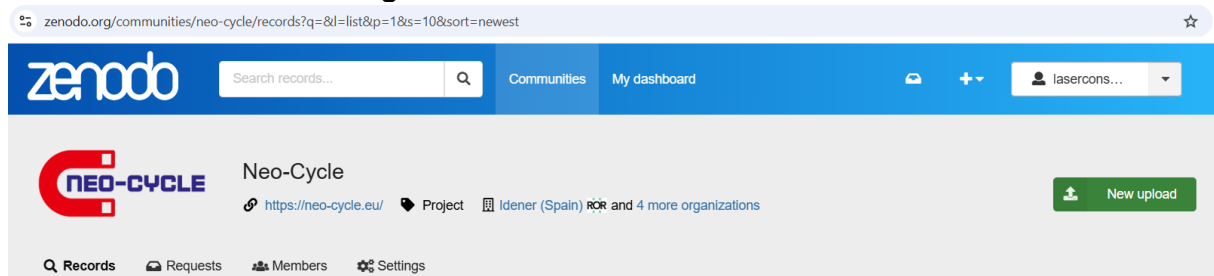 zenodo.org/communities/neo-cycle/records?q=&l=list&p=1&s=10&sort=newest
zenodo Search records... Communities My dashboard lasercons...
NEO-CYCLE
Neo-Cycle
https://neo-cycle.eu/ Project Idener (Spain) ROR and 4 more organizations
New upload
Records Requests Members Settings